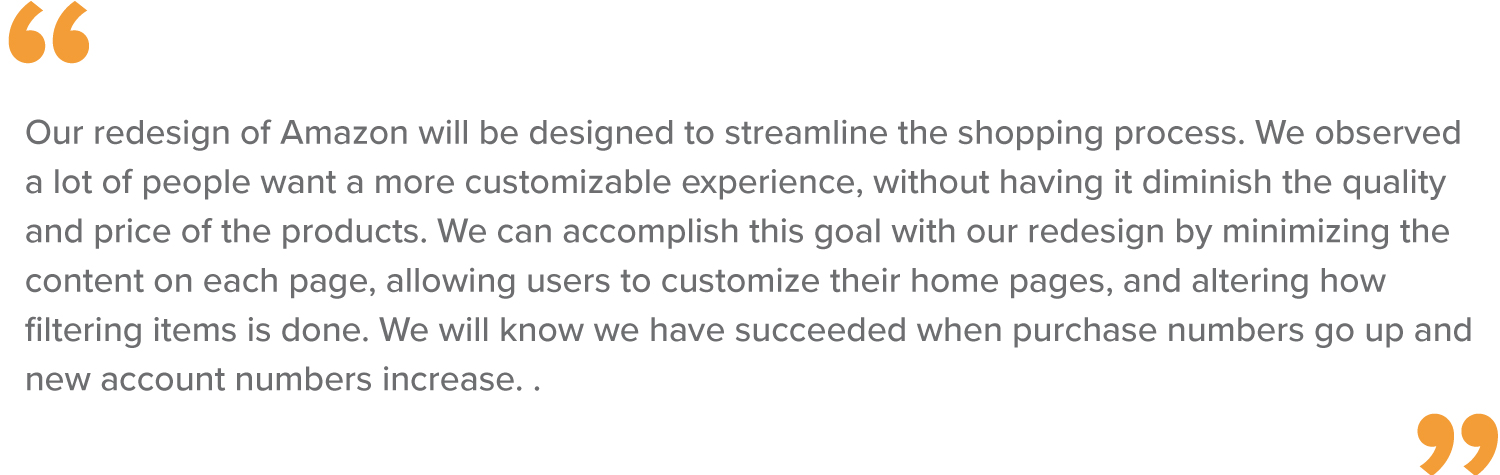 “
Our redesign of Amazon will be designed to streamline the shopping process. We observed
a lot of people want a more customizable experience, without having it diminish the quality
and price of the products. We can accomplish this goal with our redesign by minimizing the
content on each page, allowing users to customize their home pages, and altering how
filtering items is done. We will know we have succeeded when purchase numbers go up and
new account numbers increase. .
”